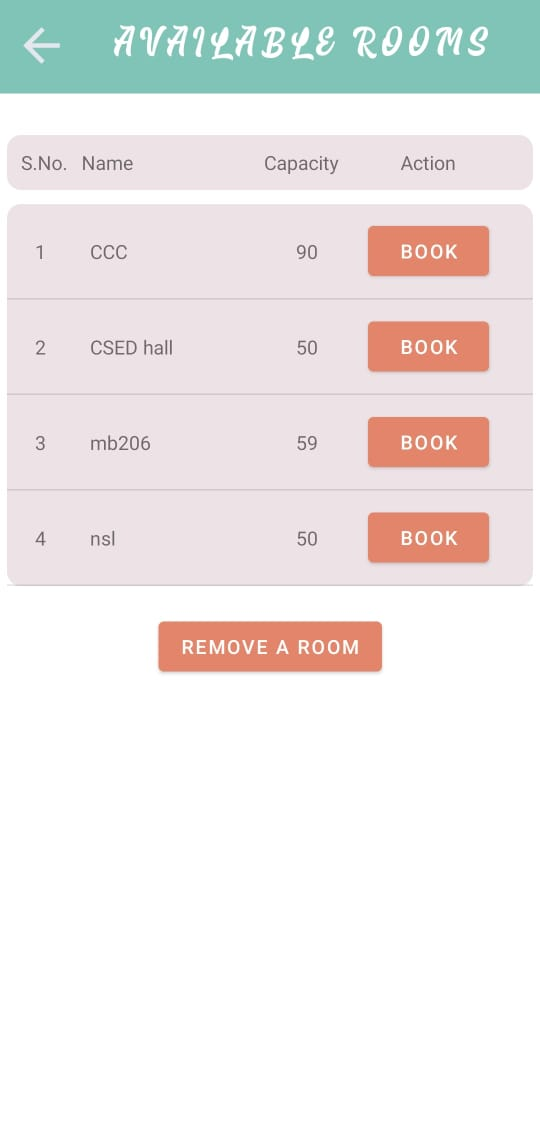 AVAILABLE ROOMS
S.No. Name Capacity Action
1 CCC 90 BOOK
2 CSED hall 50 BOOK
3 mb206 59 BOOK
4 nsl 50 BOOK
REMOVE A ROOM